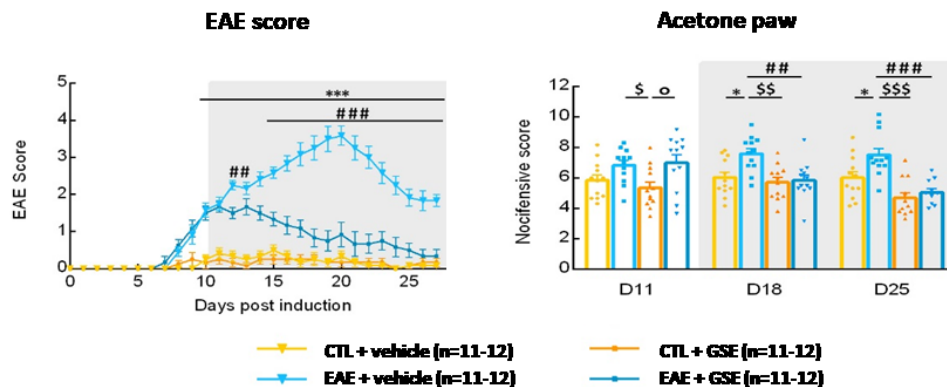 EAE score
Acetone paw
EAE Score
5
4
3
2
1
0
***
###
##
0 5 10 15 20 25
Days post induction
Nocifensive score
12
10
8
6
4
2
0
$ o
##
* $$
###
* $$$
D11 D18 D25
CTL + vehicle (n=11-12)
CTL + GSE (n=11-12)
EAE + vehicle (n=11-12)
EAE + GSE (n=11-12)